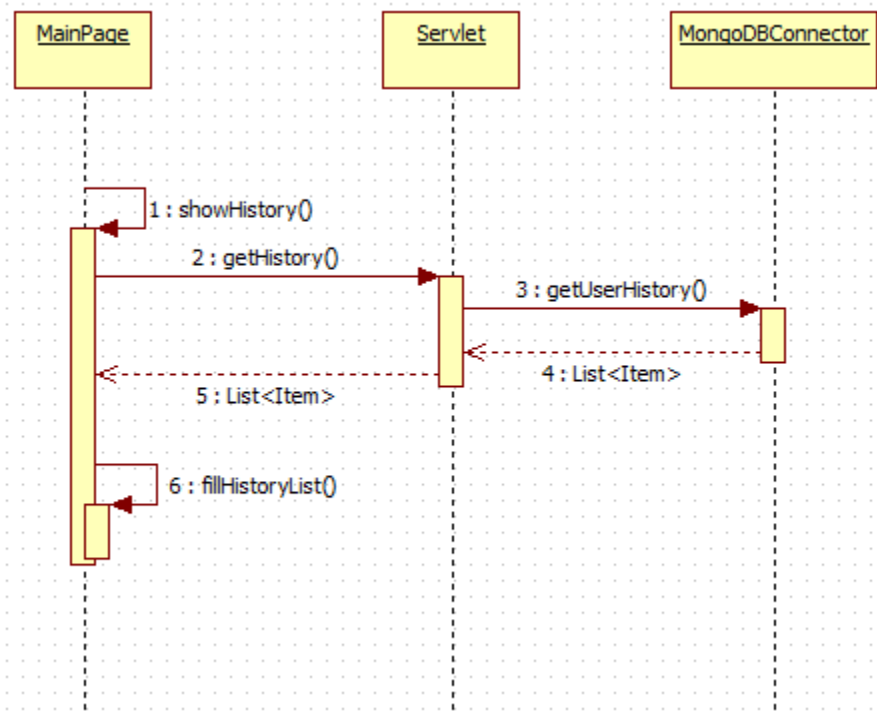 MainPage
Servlet
MongoDBConnector
1 : showHistory()
2 : getHistory()
3 : getUserHistory()
4 : List<Item>
5 : List<Item>
6 : fillHistoryList()